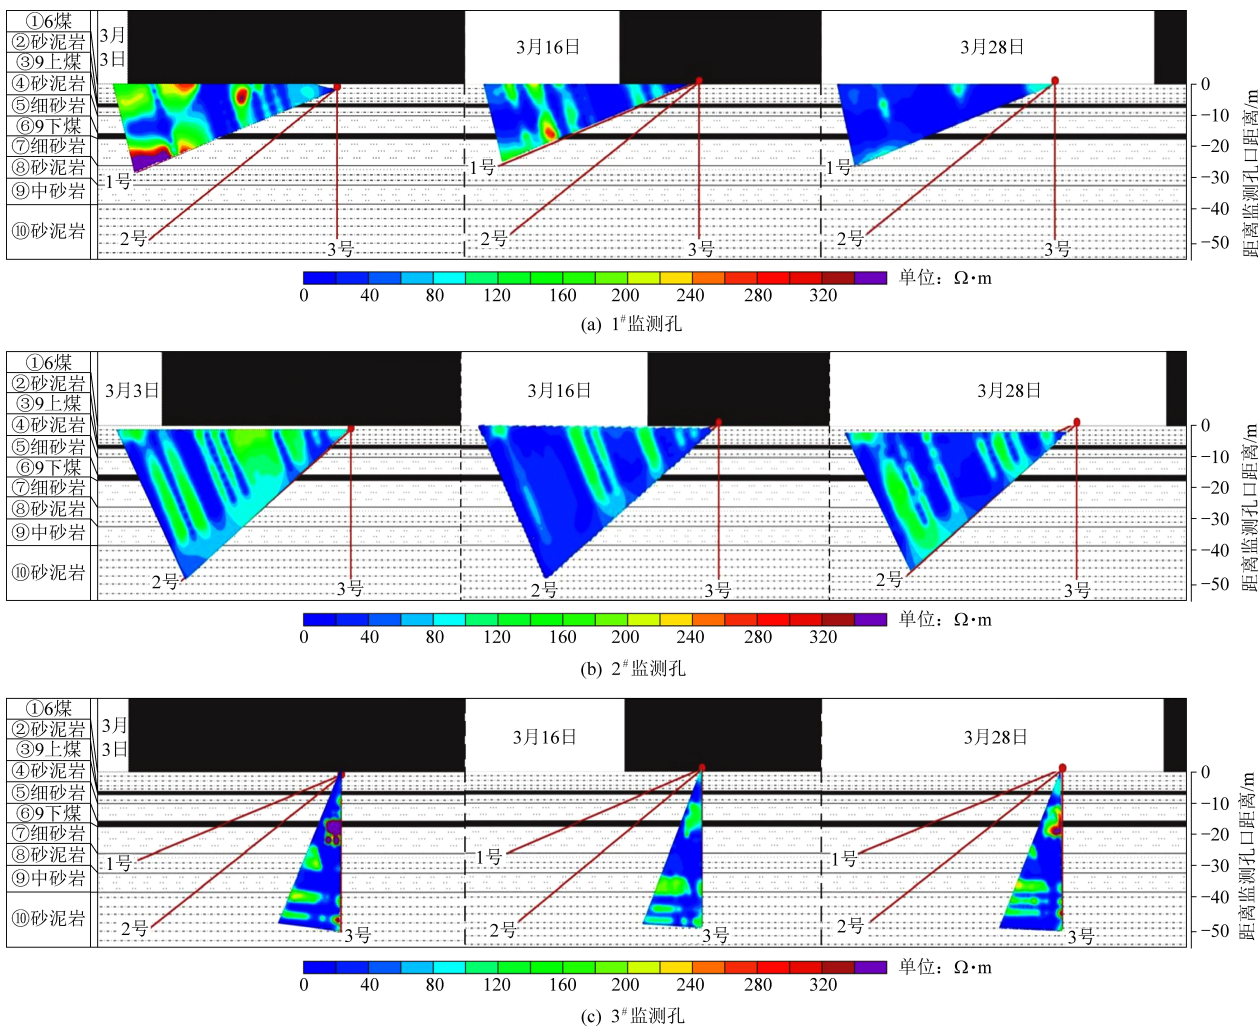 ①6煤
②砂泥岩
③9上煤
④砂泥岩
⑤细砂岩
⑥9下煤
⑦细砂岩
⑧砂泥岩
⑨中砂岩
⑩砂泥岩
3月
3日
3月16日
3月28日
1号
2号
3号
1号
2号
3号
1号
2号
3号
0
−10
−20
−30
−40
−50
距离监测孔口距离/m
0 40 80 120 160 200 240 280 320 单位：Ω·m
(a) 1#监测孔
①6煤
②砂泥岩
③9上煤
④砂泥岩
⑤细砂岩
⑥9下煤
⑦细砂岩
⑧砂泥岩
⑨中砂岩
⑩砂泥岩
3月3日
3月16日
3月28日
2号
3号
2号
3号
2号
3号
0
−10
−20
−30
−40
−50
距离监测孔口距离/m
0 40 80 120 160 200 240 280 320 单位：Ω·m
(b) 2#监测孔
①6煤
②砂泥岩
③9上煤
④砂泥岩
⑤细砂岩
⑥9下煤
⑦细砂岩
⑧砂泥岩
⑨中砂岩
⑩砂泥岩
3月
3日
3月16日
3月28日
1号
2号
3号
1号
2号
3号
1号
2号
3号
0
−10
−20
−30
−40
−50
距离监测孔口距离/m
0 40 80 120 160 200 240 280 320 单位：Ω·m
(c) 3#监测孔